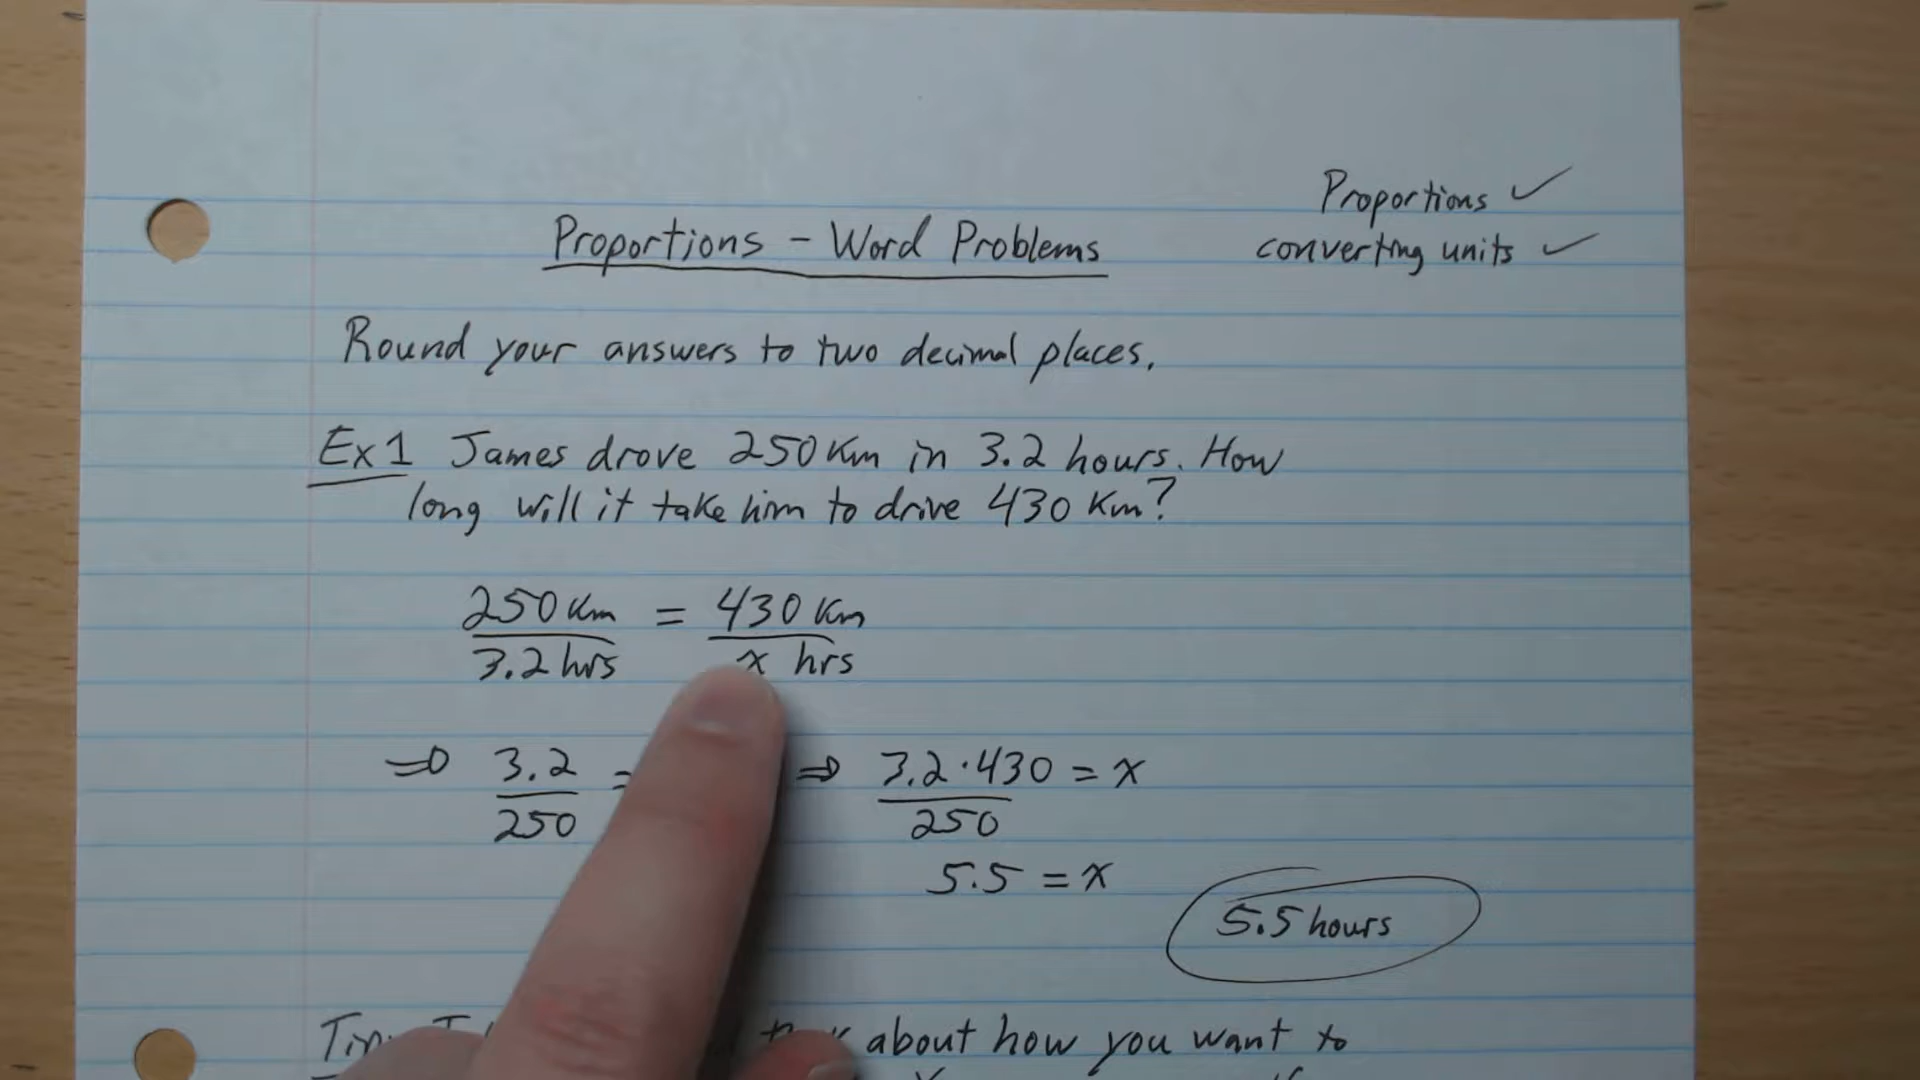 Proportions ✓
converting units ✓
Proportions - Word Problems
Round your answers to two decimal places.
Ex1 James drove 250 Km in 3.2 hours. How
long will it take him to drive 430 Km?
250 Km = 430 Km
3.2 hrs x hrs
⇒ 3.2 = ⇒ 3.2·430 = x
250 250
5.5 = x
5.5 hours
about how you want to